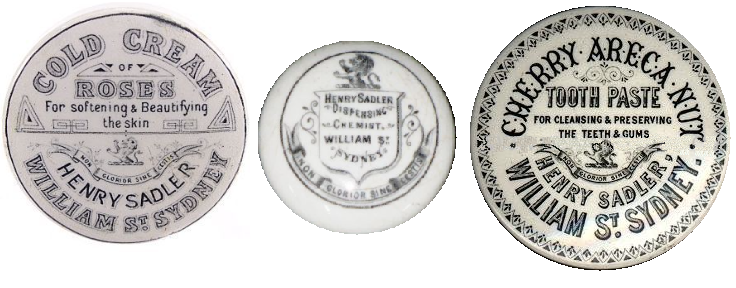 COLD CREAM
OF
ROSES
For softening & Beautifying
the skin
NON GLORIOR SINE
HENRY SADLER
WILLIAM ST. SYDNEY
HENRY SADLER
DISPENSING
CHEMIST.
WILLIAM ST
SYDNEY
NON GLORIOR SINE
CHERRY · ARECA · NUT
TOOTH PASTE
FOR CLEANSING & PRESERVING
THE TEETH & GUMS
NON GLORIOR SINE
HENRY SADLER,
WILLIAM ST. SYDNEY.